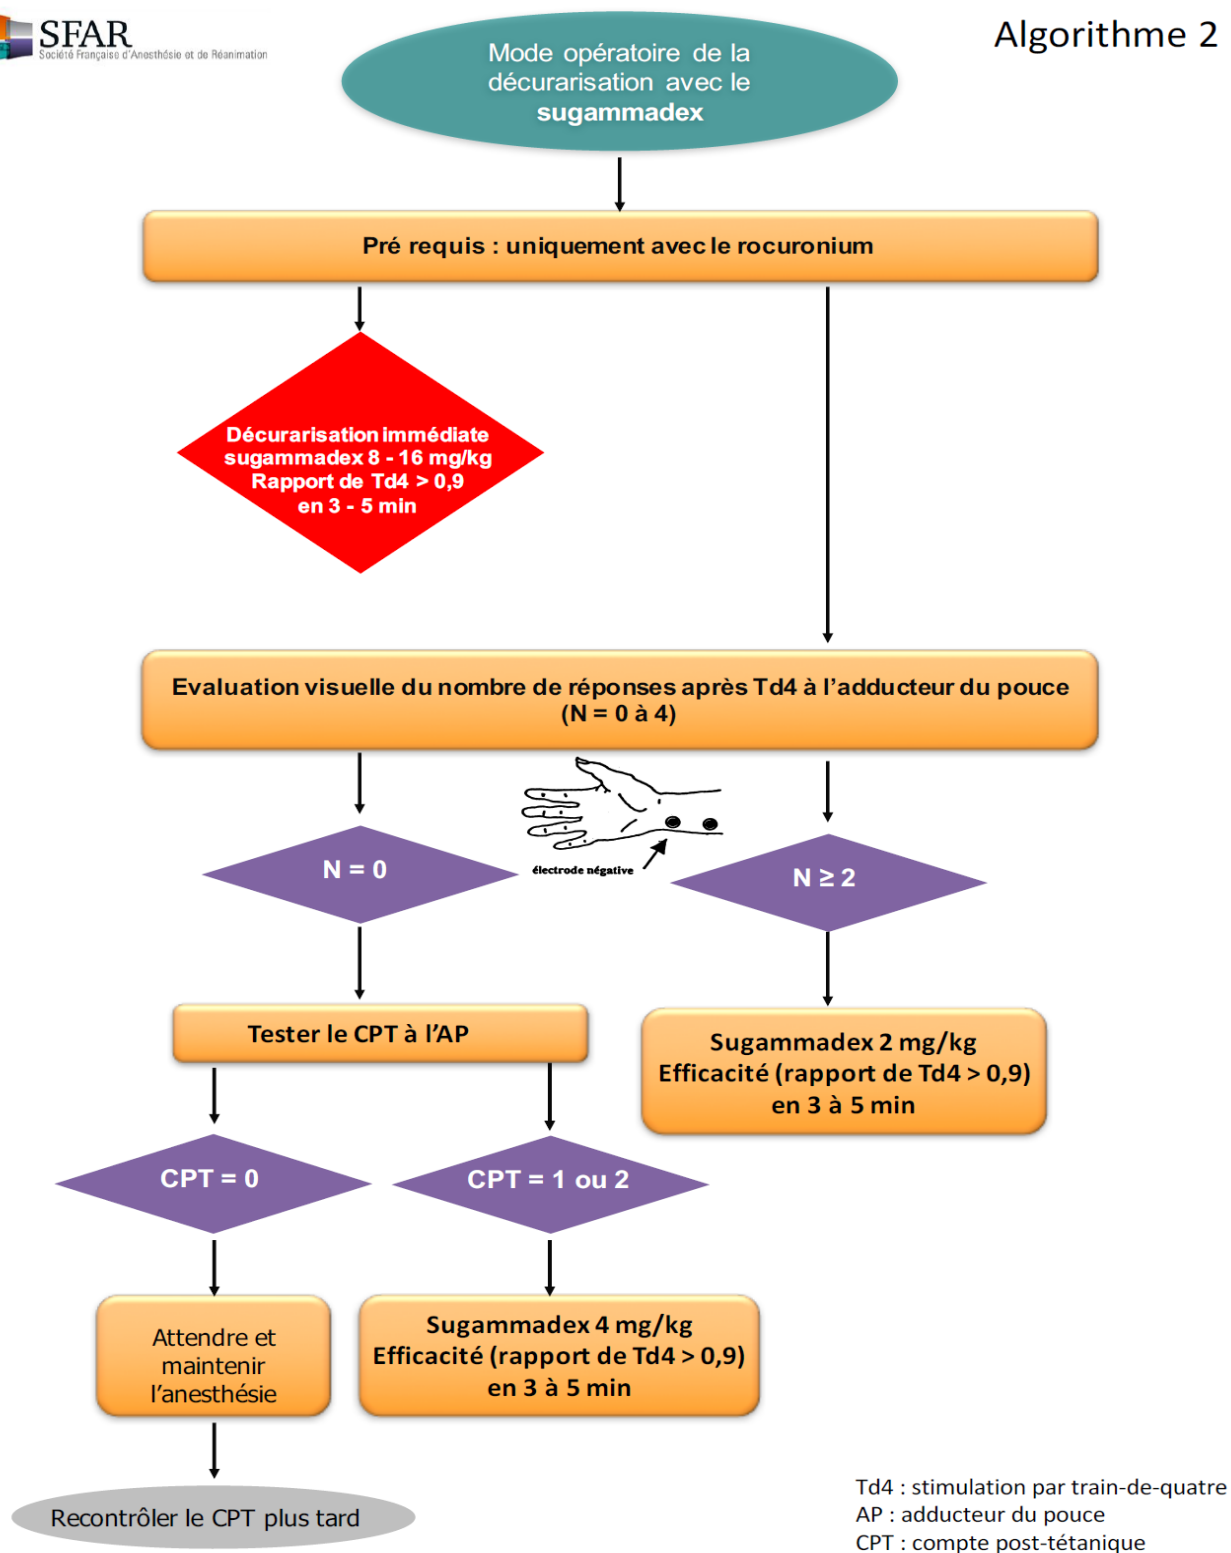 SFAR
Société Française d'Anesthésie et de Réanimation
Algorithme 2
Mode opératoire de la
décurarisation avec le
sugammadex
Pré requis : uniquement avec le rocuronium
Décurarisation immédiate
sugammadex 8 - 16 mg/kg
Rapport de Td4 > 0,9
en 3 - 5 min
Evaluation visuelle du nombre de réponses après Td4 à l'adducteur du pouce
(N = 0 à 4)
N = 0
électrode négative
N ≥ 2
Tester le CPT à l'AP
Sugammadex 2 mg/kg
Efficacité (rapport de Td4 > 0,9)
en 3 à 5 min
CPT = 0
CPT = 1 ou 2
Attendre et
maintenir
l'anesthésie
Sugammadex 4 mg/kg
Efficacité (rapport de Td4 > 0,9)
en 3 à 5 min
Recontrôler le CPT plus tard
Td4 : stimulation par train-de-quatre
AP : adducteur du pouce
CPT : compte post-tétanique